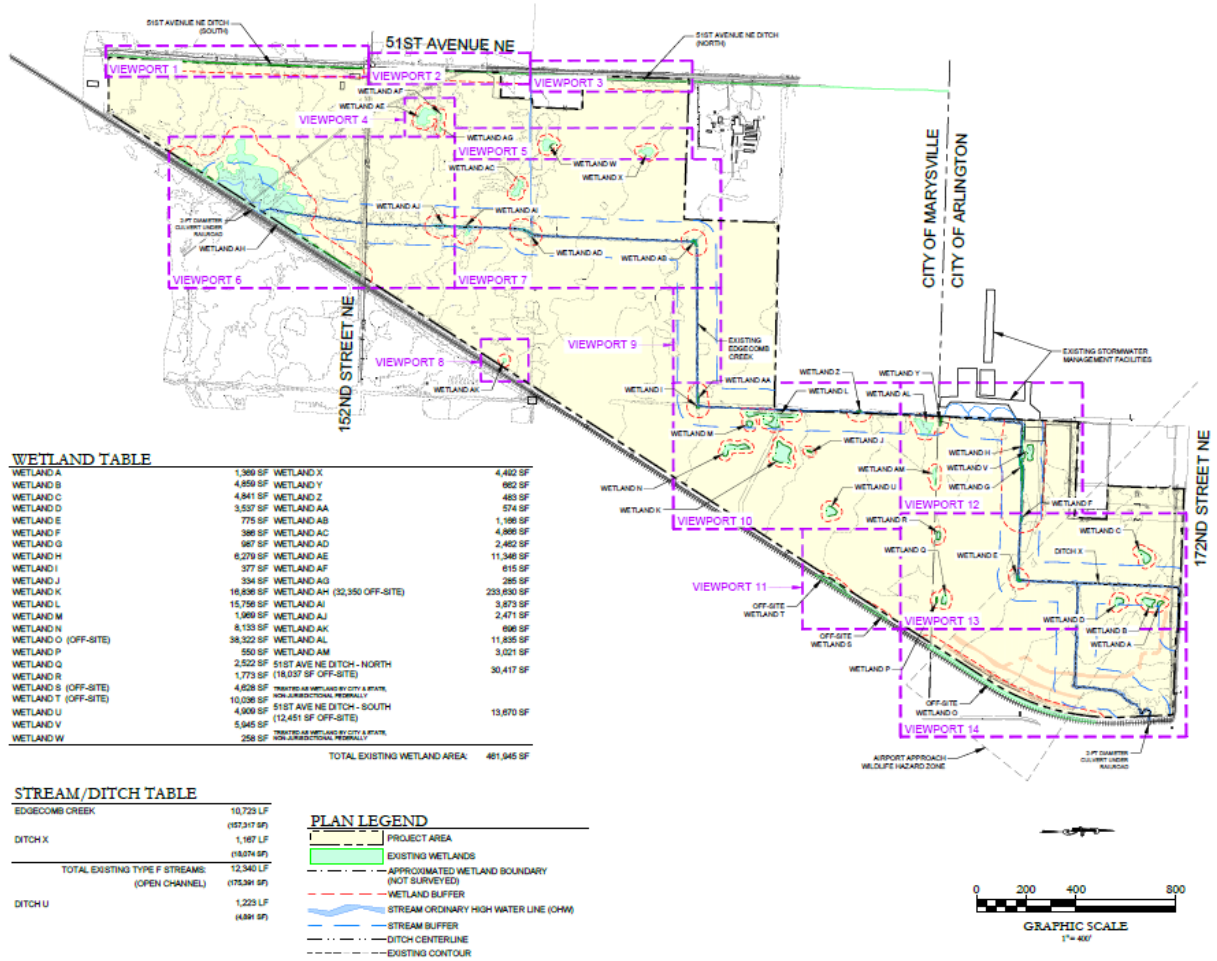 51ST AVENUE NE DITCH
(SOUTH)
51ST AVENUE NE
51ST AVENUE NE DITCH
(NORTH)
VIEWPORT 1
VIEWPORT 2
VIEWPORT 3
WETLAND AF
WETLAND AE
VIEWPORT 4
WETLAND AG
VIEWPORT 5
WETLAND W
WETLAND AC
WETLAND X
CITY OF MARYSVILLE
CITY OF ARLINGTON
WETLAND AJ
WETLAND AI
2-FT DIAMETER
CULVERT UNDER
RAILROAD
WETLAND AH
WETLAND AD
WETLAND AB
VIEWPORT 6
VIEWPORT 7
152ND STREET NE
VIEWPORT 8
VIEWPORT 9
EXISTING
EDGECOMB
CREEK
EXISTING STORMWATER
MANAGEMENT FACILITIES
WETLAND AK
WETLAND I
WETLAND AA
WETLAND Z
WETLAND L
WETLAND Y
WETLAND AL
WETLAND M
WETLAND J
WETLAND H
WETLAND V
WETLAND AM
WETLAND G
WETLAND N
WETLAND U
WETLAND K
WETLAND F
172ND STREET NE
VIEWPORT 10
VIEWPORT 12
WETLAND R
WETLAND C
WETLAND Q
WETLAND E
DITCH X
VIEWPORT 11
OFF-SITE
WETLAND T
VIEWPORT 13
WETLAND D
WETLAND B
WETLAND A
OFF-SITE
WETLAND S
WETLAND P
OFF-SITE
WETLAND O
VIEWPORT 14
AIRPORT APPROACH
WILDLIFE HAZARD ZONE
2-FT DIAMETER
CULVERT UNDER
RAILROAD
WETLAND TABLE
WETLAND A 1,369 SF WETLAND X 4,492 SF
WETLAND B 4,859 SF WETLAND Y 662 SF
WETLAND C 4,841 SF WETLAND Z 483 SF
WETLAND D 3,537 SF WETLAND AA 574 SF
WETLAND E 775 SF WETLAND AB 1,166 SF
WETLAND F 386 SF WETLAND AC 4,866 SF
WETLAND G 987 SF WETLAND AD 2,462 SF
WETLAND H 6,279 SF WETLAND AE 11,346 SF
WETLAND I 377 SF WETLAND AF 615 SF
WETLAND J 334 SF WETLAND AG 285 SF
WETLAND K 16,836 SF WETLAND AH (32,350 OFF-SITE) 233,630 SF
WETLAND L 15,756 SF WETLAND AI 3,873 SF
WETLAND M 1,969 SF WETLAND AJ 2,471 SF
WETLAND N 8,133 SF WETLAND AK 696 SF
WETLAND O (OFF-SITE) 38,322 SF WETLAND AL 11,835 SF
WETLAND P 550 SF WETLAND AM 3,021 SF
WETLAND Q 2,522 SF 51ST AVE NE DITCH - NORTH 30,417 SF
WETLAND R 1,773 SF (18,037 SF OFF-SITE)
WETLAND S (OFF-SITE) 4,628 SF TREATED AS WETLAND BY CITY & STATE,
NON-JURISDICTIONAL FEDERALLY
WETLAND T (OFF-SITE) 10,036 SF
WETLAND U 4,909 SF 51ST AVE NE DITCH - SOUTH 13,670 SF
WETLAND V 5,945 SF (12,451 SF OFF-SITE)
WETLAND W 258 SF TREATED AS WETLAND BY CITY & STATE,
NON-JURISDICTIONAL FEDERALLY
TOTAL EXISTING WETLAND AREA: 461,945 SF
STREAM/DITCH TABLE
EDGECOMB CREEK 10,723 LF
(157,317 SF)
DITCH X 1,167 LF
(18,074 SF)
TOTAL EXISTING TYPE F STREAMS: 12,340 LF
(OPEN CHANNEL) (175,391 SF)
DITCH U 1,223 LF
(4,891 SF)
PLAN LEGEND
PROJECT AREA
EXISTING WETLANDS
APPROXIMATED WETLAND BOUNDARY
(NOT SURVEYED)
WETLAND BUFFER
STREAM ORDINARY HIGH WATER LINE (OHW)
STREAM BUFFER
DITCH CENTERLINE
EXISTING CONTOUR
0 200 400 800
GRAPHIC SCALE
1"= 400'